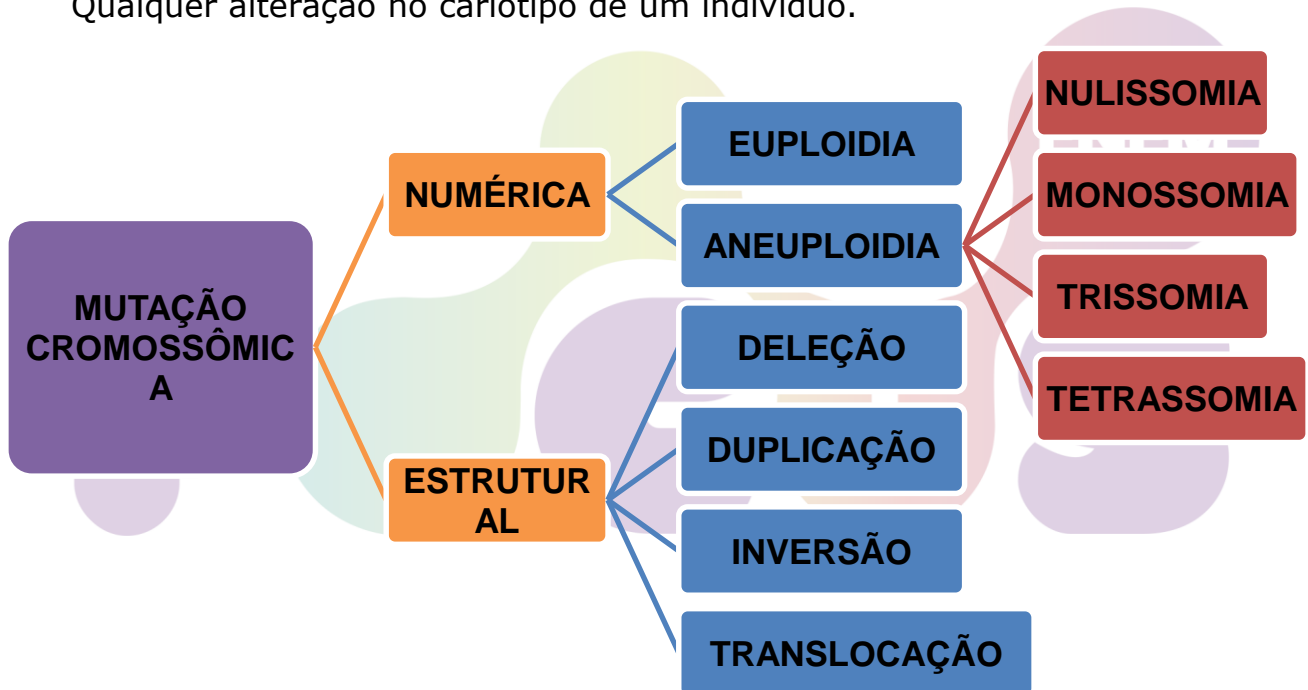 Qualquer alteração no cariótipo de um indivíduo.
MUTAÇÃO
CROMOSSÔMIC
A
NUMÉRICA
ESTRUTUR
AL
EUPLOIDIA
ANEUPLOIDIA
DELEÇÃO
DUPLICAÇÃO
INVERSÃO
TRANSLOCAÇÃO
NULISSOMIA
MONOSSOMIA
TRISSOMIA
TETRASSOMIA